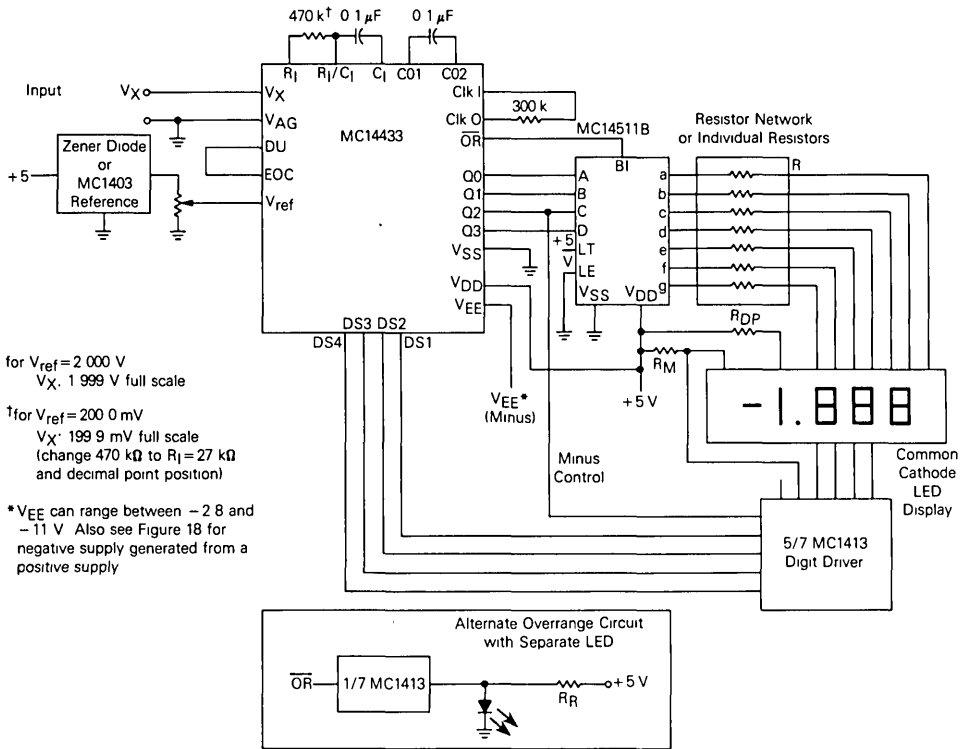 470 k† 0 1 µF 0 1 µF
RI RI/CI CI C01 C02
Input VX VX Clk I
300 k
VAG Clk O
MC14433 OR MC14511B
Resistor Network
or Individual Resistors
Zener Diode
or
MC1403
Reference
+5
DU
EOC
Vref
BI
R
Q0 A a
Q1 B b
Q2 C c
Q3 D d
+5
V
LT e
LE f
g
VSS
VDD
VEE
VSS VDD
DS3 DS2
DS4 DS1
RDP
RM
+5 V
VEE*
(Minus)
-1.888
Common
Cathode
LED
Display
Minus
Control
5/7 MC1413
Digit Driver
for Vref=2 000 V
VX. 1 999 V full scale
†for Vref=200 0 mV
VX· 199 9 mV full scale
(change 470 kΩ to RI=27 kΩ
and decimal point position)
*VEE can range between −2 8 and
−11 V Also see Figure 18 for
negative supply generated from a
positive supply
Alternate Overrange Circuit
with Separate LED
OR 1/7 MC1413 RR +5 V